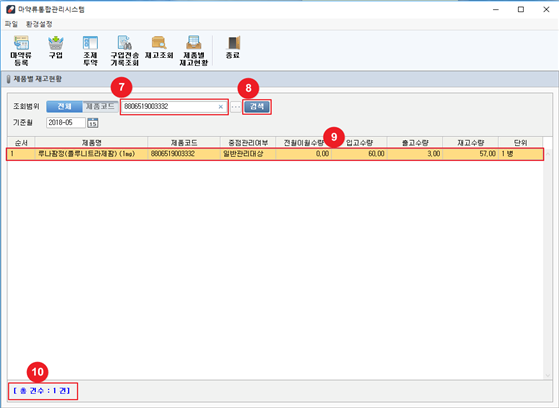 마약류통합관리시스템
파일 환경설정
마약류 등록 구입 조제 투약 구입전송 기록조회 재고조회 제품별 재고현황 종료
제품별 재고현황
7 8
조회범위 전체 제품코드 8806519003332 × ... 검색
기준월 2018-05 15
9
순서 제품명 제품코드 중점관리여부 전월이월수량 입고수량 출고수량 재고수량 단위
1 루나팜정(플루니트라제팜) (1mg) 8806519003332 일반관리대상 0,00 60,00 3,00 57,00 1 병
10
[ 총 건수 : 1 건]